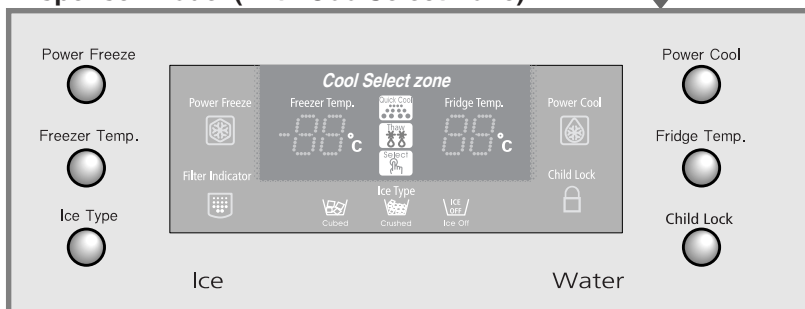 Power Freeze
Power Cool
Cool Select zone
Power Freeze
Freezer Temp.
Quick Cool
Fridge Temp.
Power Cool
Freezer Temp.
-88°C
Thaw
88°C
Fridge Temp.
Select
Filter Indicator
Child Lock
Ice Type
Ice Type
ICE OFF
Child Lock
Cubed
Crushed
Ice Off
Ice
Water